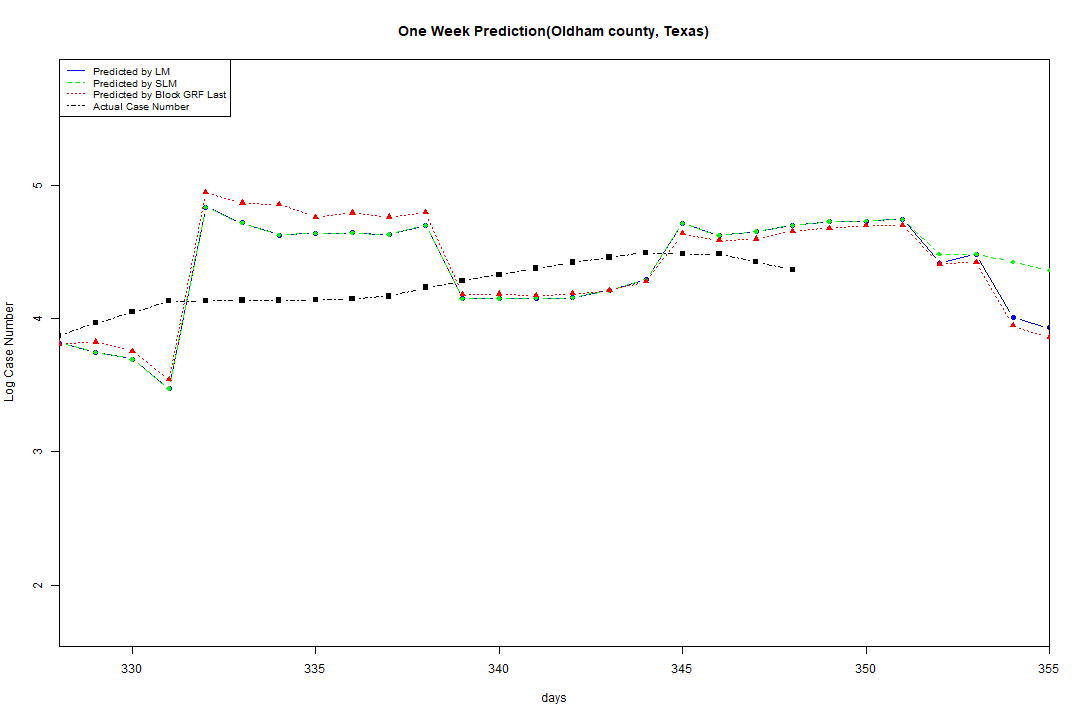 One Week Prediction(Oldham county, Texas)
Predicted by LM
Predicted by SLM
Predicted by Block GRF Last
Actual Case Number
5
4
3
2
Log Case Number
330 335 340 345 350 355
days